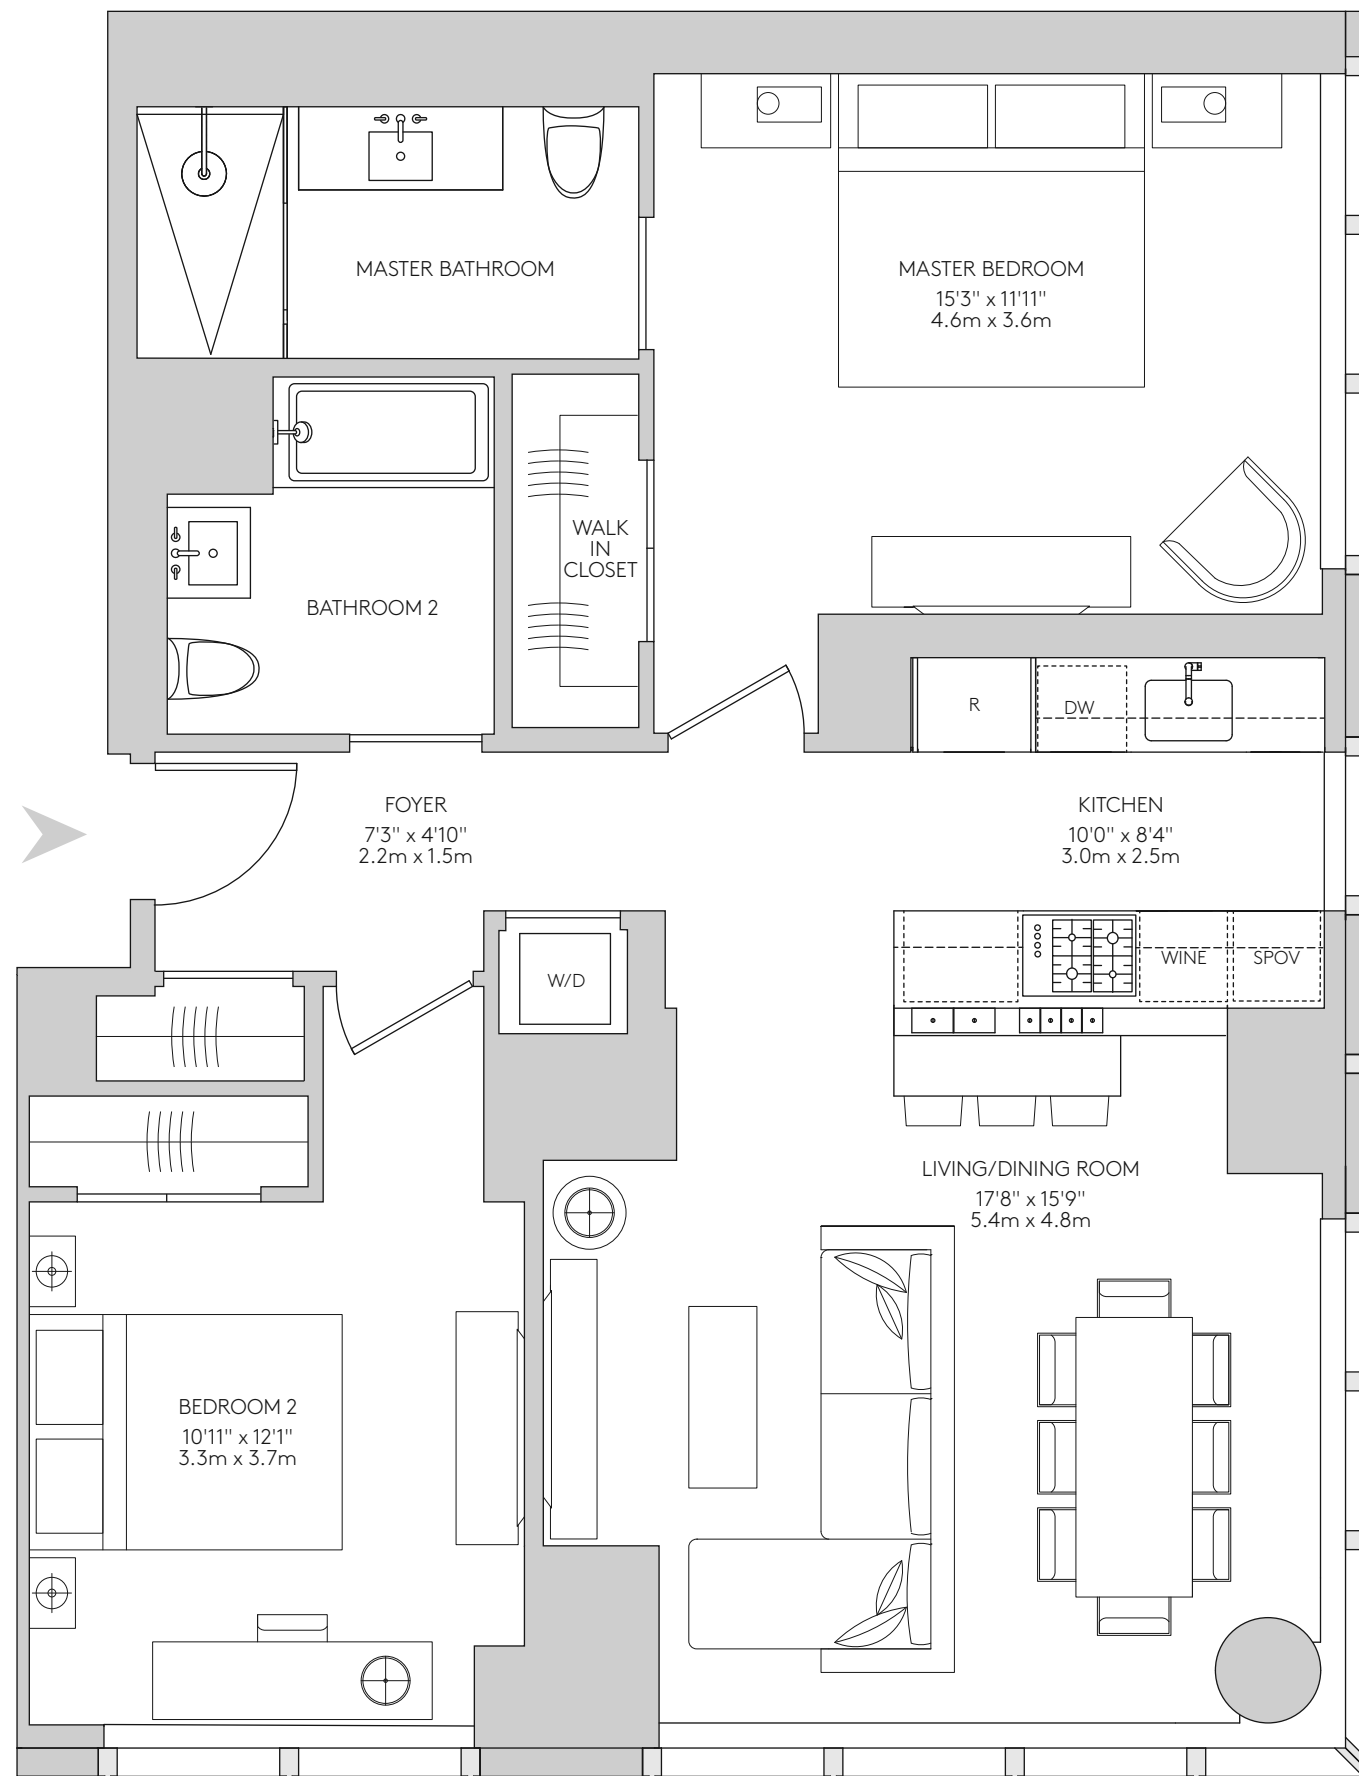 MASTER BATHROOM
MASTER BEDROOM
15'3" x 11'11"
4.6m x 3.6m
WALK
IN
CLOSET
BATHROOM 2
R
DW
FOYER
7'3" x 4'10"
2.2m x 1.5m
KITCHEN
10'0" x 8'4"
3.0m x 2.5m
W/D
WINE
SPOV
LIVING/DINING ROOM
17'8" x 15'9"
5.4m x 4.8m
BEDROOM 2
10'11" x 12'1"
3.3m x 3.7m